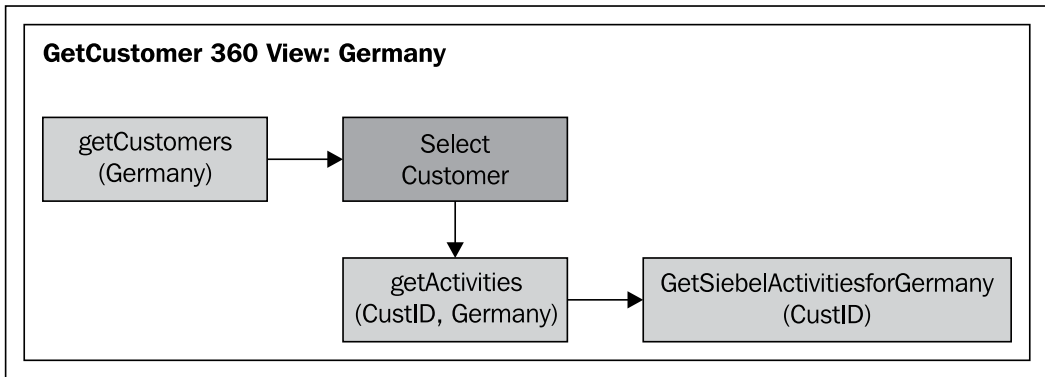 GetCustomer 360 View: Germany
getCustomers
(Germany)
Select
Customer
getActivities
(CustID, Germany)
GetSiebelActivitiesforGermany
(CustID)